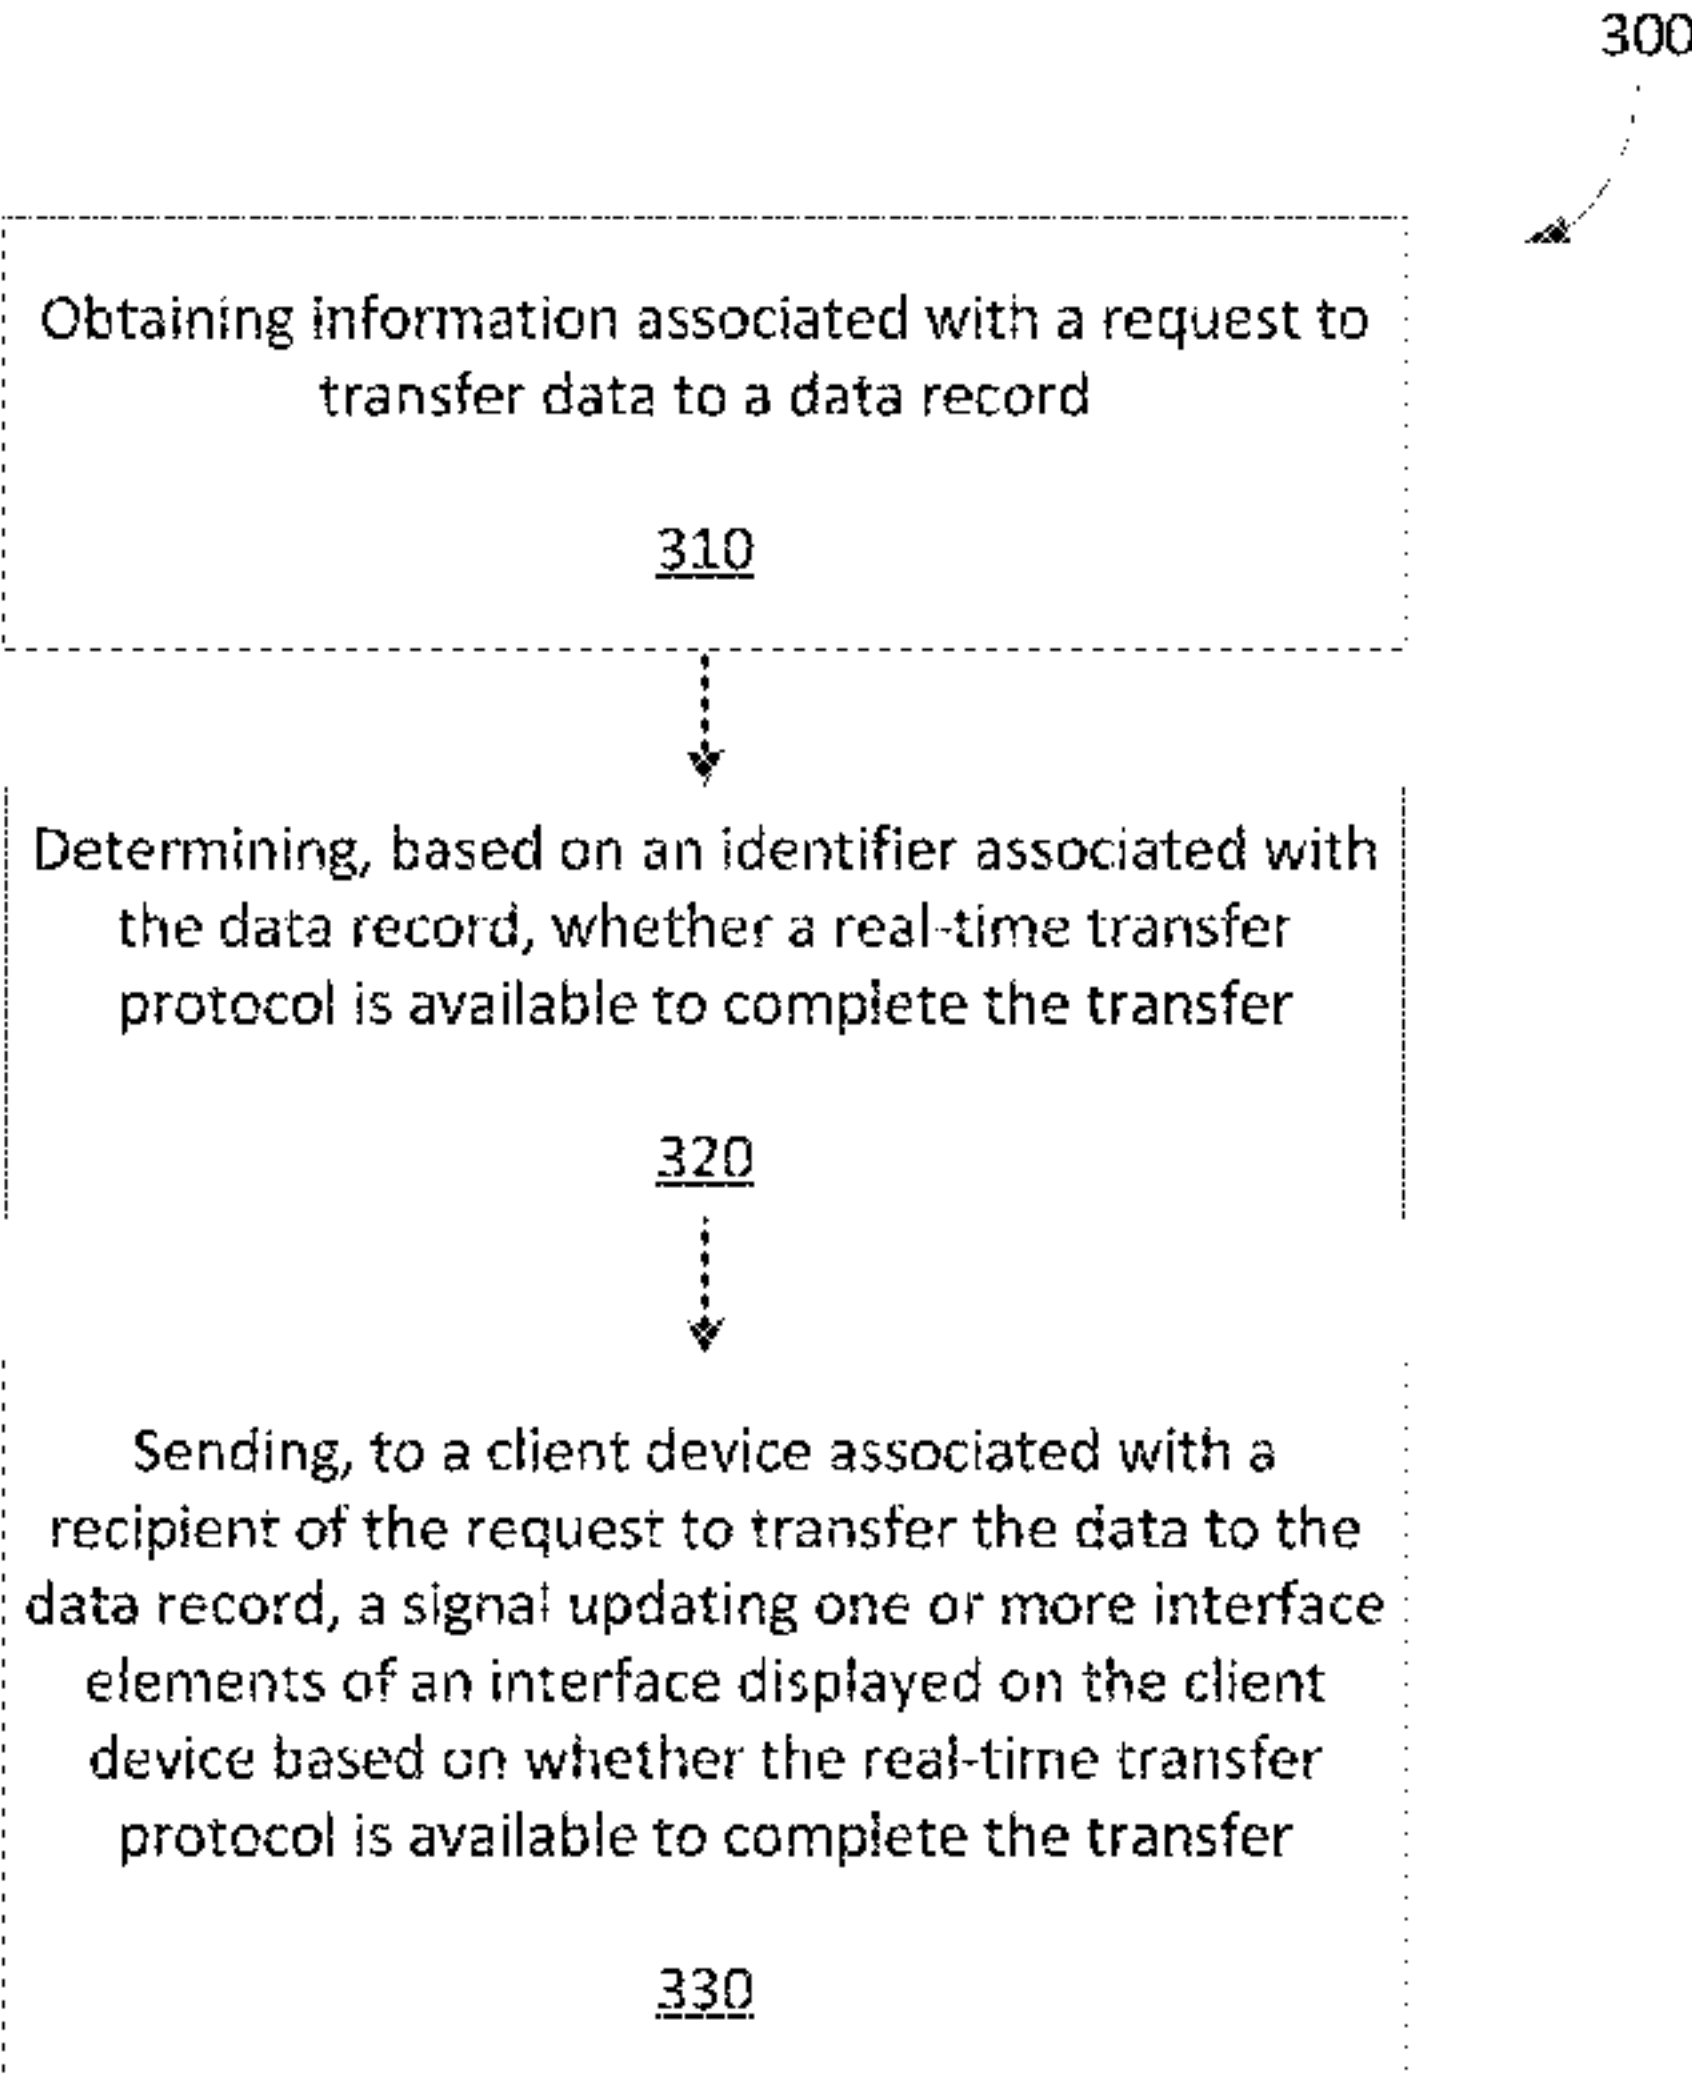 300
Obtaining information associated with a request to
transfer data to a data record
310
Determining, based on an identifier associated with
the data record, whether a real-time transfer
protocol is available to complete the transfer
320
Sending, to a client device associated with a
recipient of the request to transfer the data to the
data record, a signal updating one or more interface
elements of an interface displayed on the client
device based on whether the real-time transfer
protocol is available to complete the transfer
330